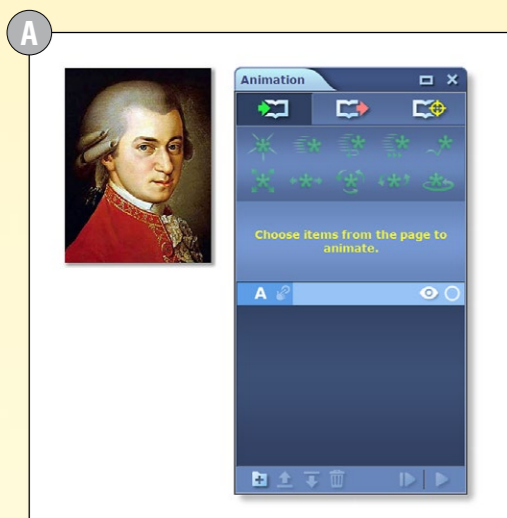 A
Animation
Choose items from the page to
animate.
A